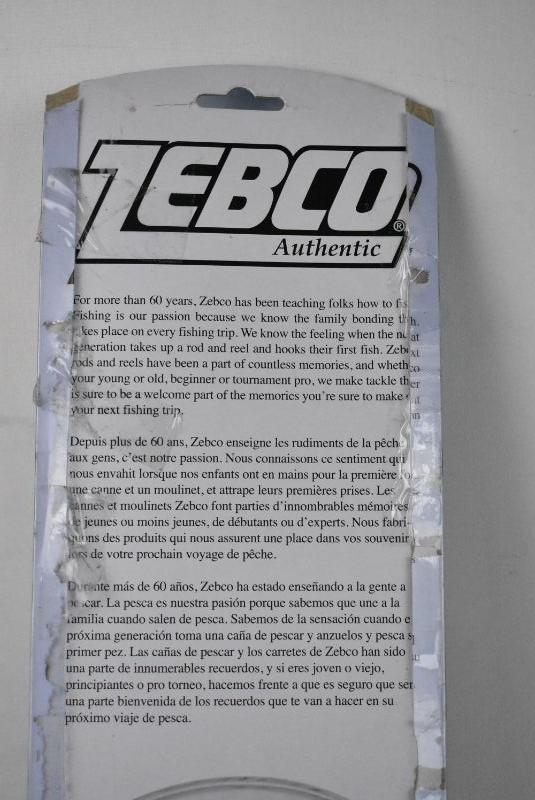 ZEBCO®
Authentic
For more than 60 years, Zebco has been teaching folks how to
Fishing is our passion because we know the family bonding
takes place on every fishing trip. We know the feeling when the
generation takes up a rod and reel and hooks their first fish.
rods and reels have been a part of countless memories, and
your young or old, beginner or tournament pro, we make tackle
is sure to be a welcome part of the memories you're sure to make
your next fishing trip.
Depuis plus de 60 ans, Zebco enseigne les rudiments de la pêche
aux gens, c'est notre passion. Nous connaissons ce sentiment qui
nous envahit lorsque nos enfants ont en mains pour la première
une canne et un moulinet, et attrape leurs premières prises. Les
cannes et moulinets Zebco font parties d'innombrables mémoires
de jeunes ou moins jeunes, de débutants ou d'experts. Nous fabri-
quons des produits qui nous assurent une place dans vos souvenir
lors de votre prochain voyage de pêche.
Durante más de 60 años, Zebco ha estado enseñando a la gente a
pescar. La pesca es nuestra pasión porque sabemos que une a la
familia cuando salen de pesca. Sabemos de la sensación cuando
próxima generación toma una caña de pescar y anzuelos y pesca
primer pez. Las cañas de pescar y los carretes de Zebco han sido
una parte de innumerables recuerdos, y si eres joven o viejo,
principiantes o pro torneo, hacemos frente a que es seguro que
una parte bienvenida de los recuerdos que te van a hacer en su
próximo viaje de pesca.